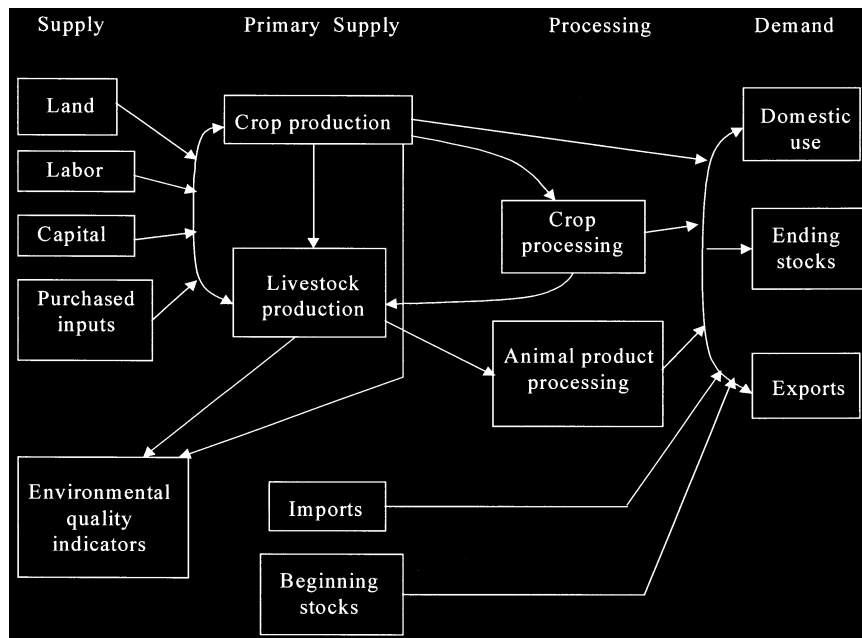 Supply
Primary Supply
Processing
Demand
Land
Labor
Capital
Purchased
inputs
Crop production
Livestock
production
Crop
processing
Animal product
processing
Domestic
use
Ending
stocks
Exports
Environmental
quality
indicators
Imports
Beginning
stocks